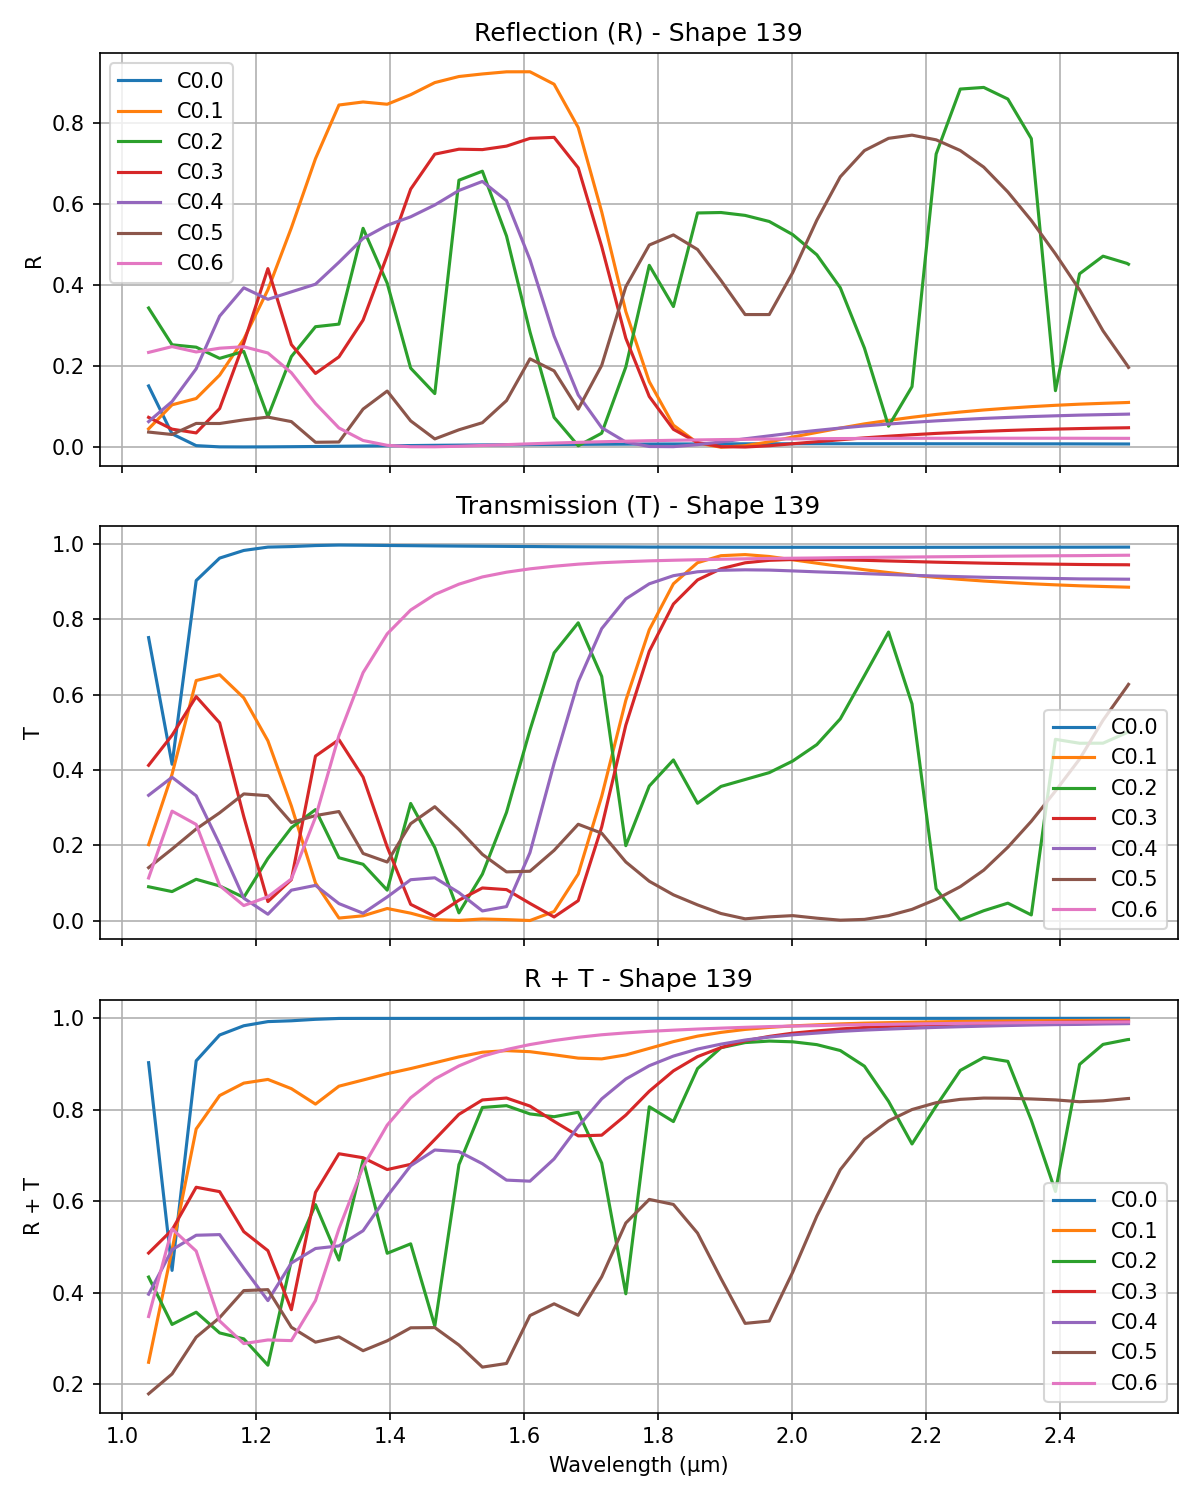 Reflection (R) - Shape 139
C0.0
C0.1
C0.2
C0.3
C0.4
C0.5
C0.6
0.8
0.6
0.4
0.2
0.0
R
Transmission (T) - Shape 139
1.0
0.8
0.6
0.4
0.2
0.0
T
C0.0
C0.1
C0.2
C0.3
C0.4
C0.5
C0.6
R + T - Shape 139
1.0
0.8
0.6
0.4
0.2
R + T
C0.0
C0.1
C0.2
C0.3
C0.4
C0.5
C0.6
1.0 1.2 1.4 1.6 1.8 2.0 2.2 2.4
Wavelength (μm)